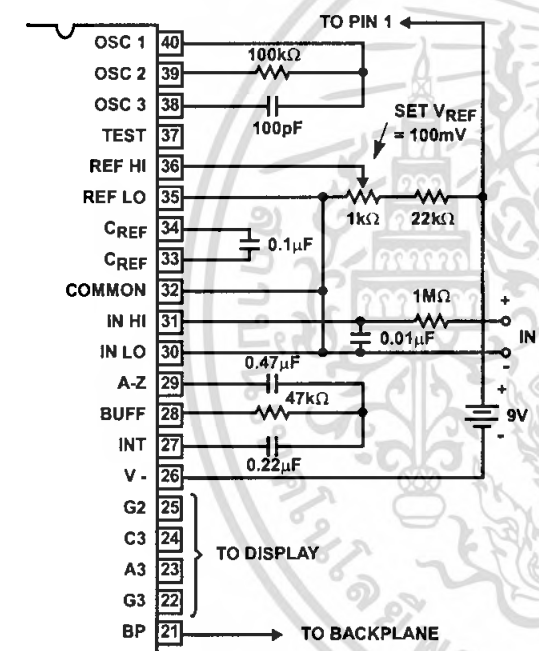 TO PIN 1
OSC 1 40
100kΩ
OSC 2 39
OSC 3 38
100pF
TEST 37
SET VREF
= 100mV
REF HI 36
REF LO 35
1kΩ 22kΩ
CREF 34
0.1µF
CREF 33
COMMON 32
1MΩ
+
IN HI 31
IN
0.01µF
IN LO 30
-
0.47µF
A-Z 29
47kΩ
+
BUFF 28
9V
-
INT 27
0.22µF
V - 26
G2 25
C3 24
TO DISPLAY
A3 23
G3 22
BP 21
TO BACKPLANE